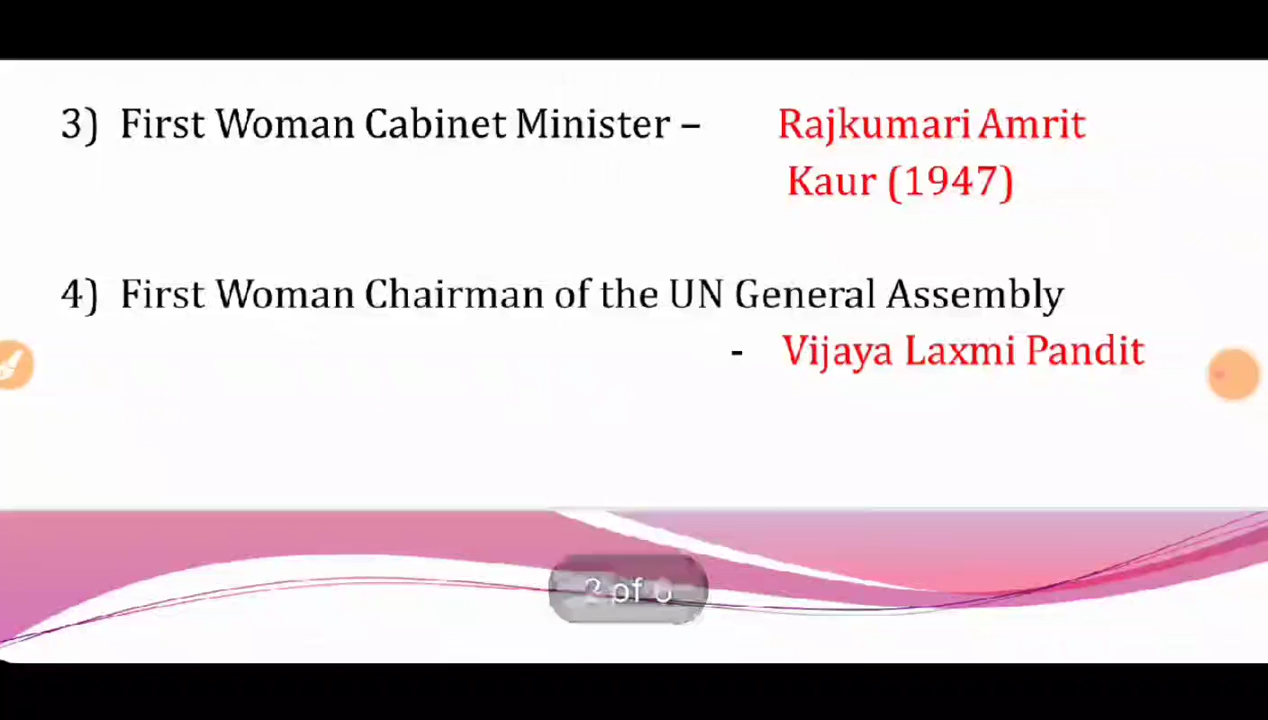 3) First Woman Cabinet Minister – Rajkumari Amrit
Kaur (1947)
4) First Woman Chairman of the UN General Assembly
- Vijaya Laxmi Pandit
of